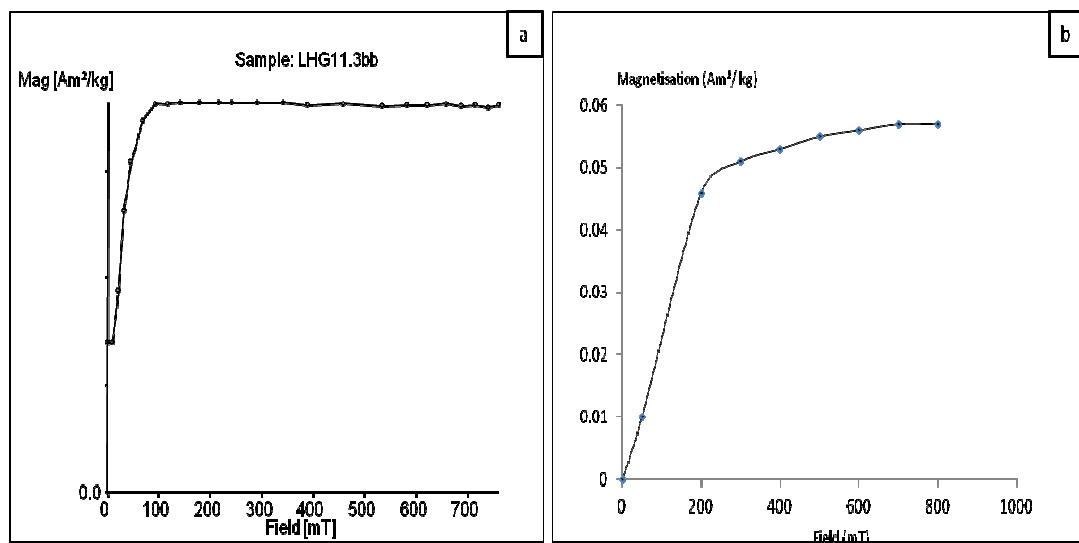 a
Sample: LHG11.3bb
Mag [Am²/kg]
0.0
0 100 200 300 400 500 600 700
Field [mT]
b
Magnetisation (Am²/kg)
0.06
0.05
0.04
0.03
0.02
0.01
0
0 200 400 600 800 1000
Field (mT)